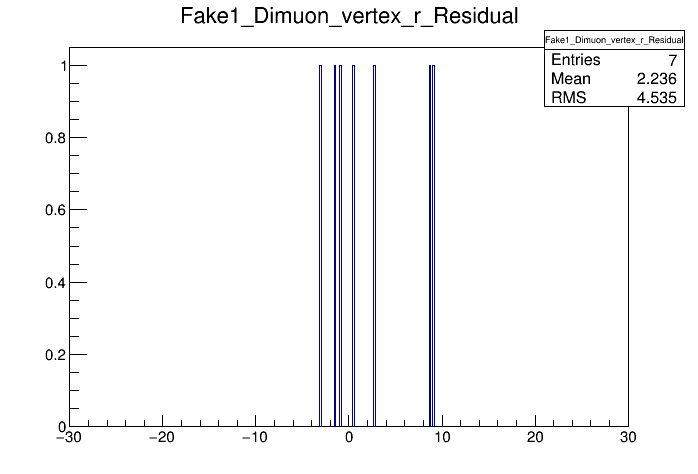 Fake1_Dimuon_vertex_r_Residual
Fake1_Dimuon_vertex_r_Residual
Entries 7
Mean 2.236
RMS 4.535
1
0.8
0.6
0.4
0.2
0
−30 −20 −10 0 10 20 30